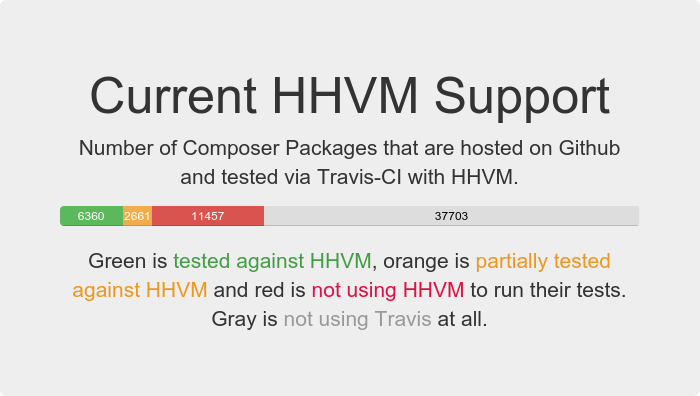 Current HHVM Support
Number of Composer Packages that are hosted on Github
and tested via Travis-CI with HHVM.
6360 2661 11457 37703
Green is tested against HHVM, orange is partially tested
against HHVM and red is not using HHVM to run their tests.
Gray is not using Travis at all.